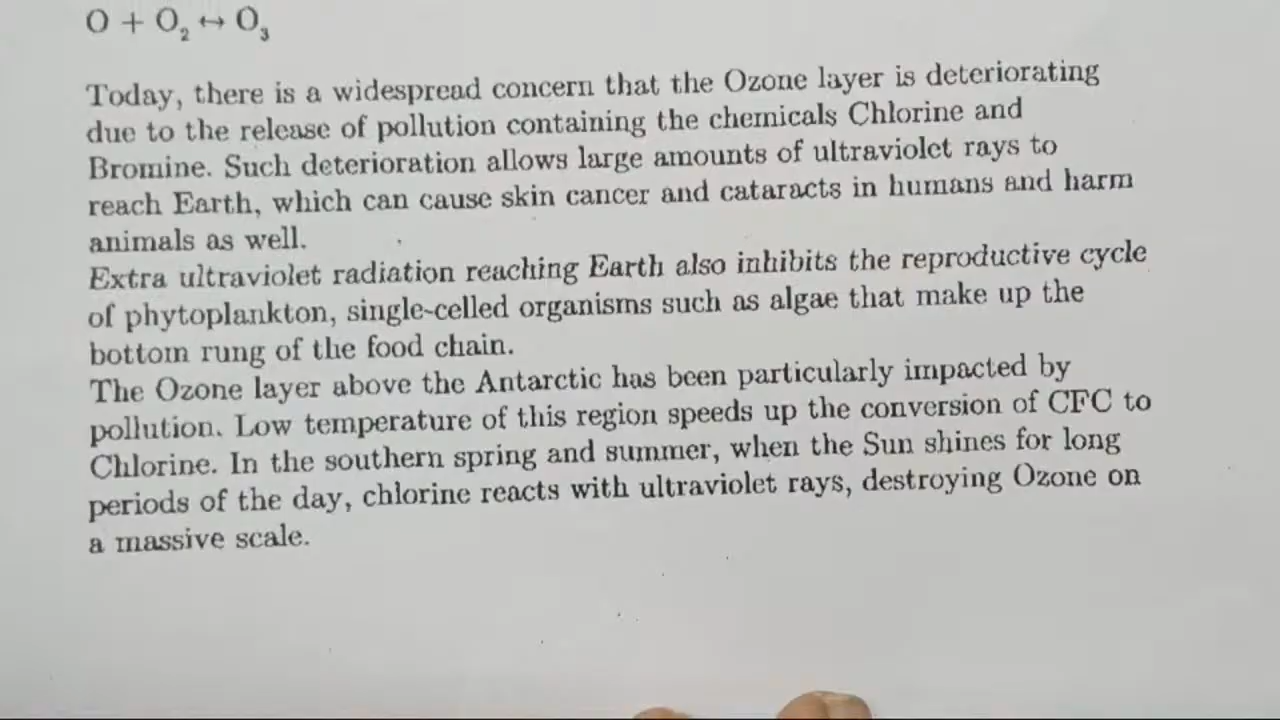 O + O₂ ↔ O₃
Today, there is a widespread concern that the Ozone layer is deteriorating
due to the release of pollution containing the chemicals Chlorine and
Bromine. Such deterioration allows large amounts of ultraviolet rays to
reach Earth, which can cause skin cancer and cataracts in humans and harm
animals as well.
Extra ultraviolet radiation reaching Earth also inhibits the reproductive cycle
of phytoplankton, single-celled organisms such as algae that make up the
bottom rung of the food chain.
The Ozone layer above the Antarctic has been particularly impacted by
pollution. Low temperature of this region speeds up the conversion of CFC to
Chlorine. In the southern spring and summer, when the Sun shines for long
periods of the day, chlorine reacts with ultraviolet rays, destroying Ozone on
a massive scale.